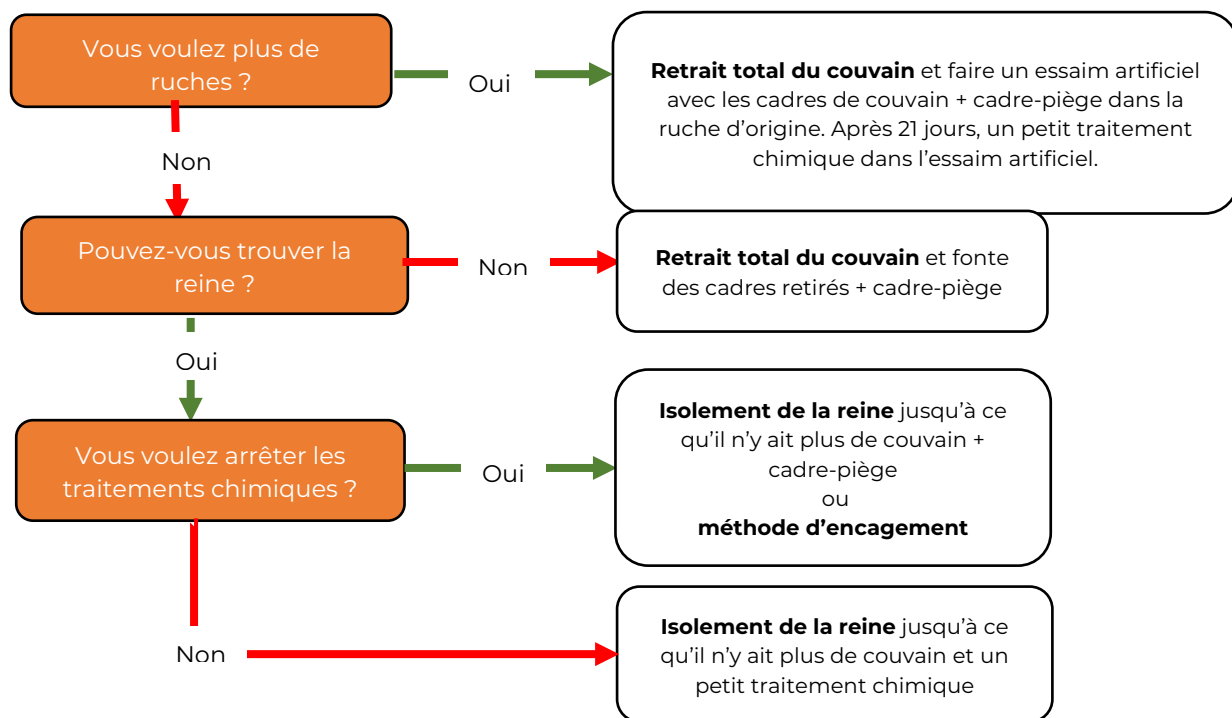 Vous voulez plus de
ruches ?
Oui
Retrait total du couvain et faire un essaim artificiel
avec les cadres de couvain + cadre-piège dans la
ruche d'origine. Après 21 jours, un petit traitement
chimique dans l'essaim artificiel.
Non
Pouvez-vous trouver la
reine ?
Non
Retrait total du couvain et fonte
des cadres retirés + cadre-piège
Oui
Vous voulez arrêter les
traitements chimiques ?
Oui
Isolement de la reine jusqu'à ce
qu'il n'y ait plus de couvain +
cadre-piège
ou
méthode d'encagement
Non
Isolement de la reine jusqu'à ce
qu'il n'y ait plus de couvain et un
petit traitement chimique